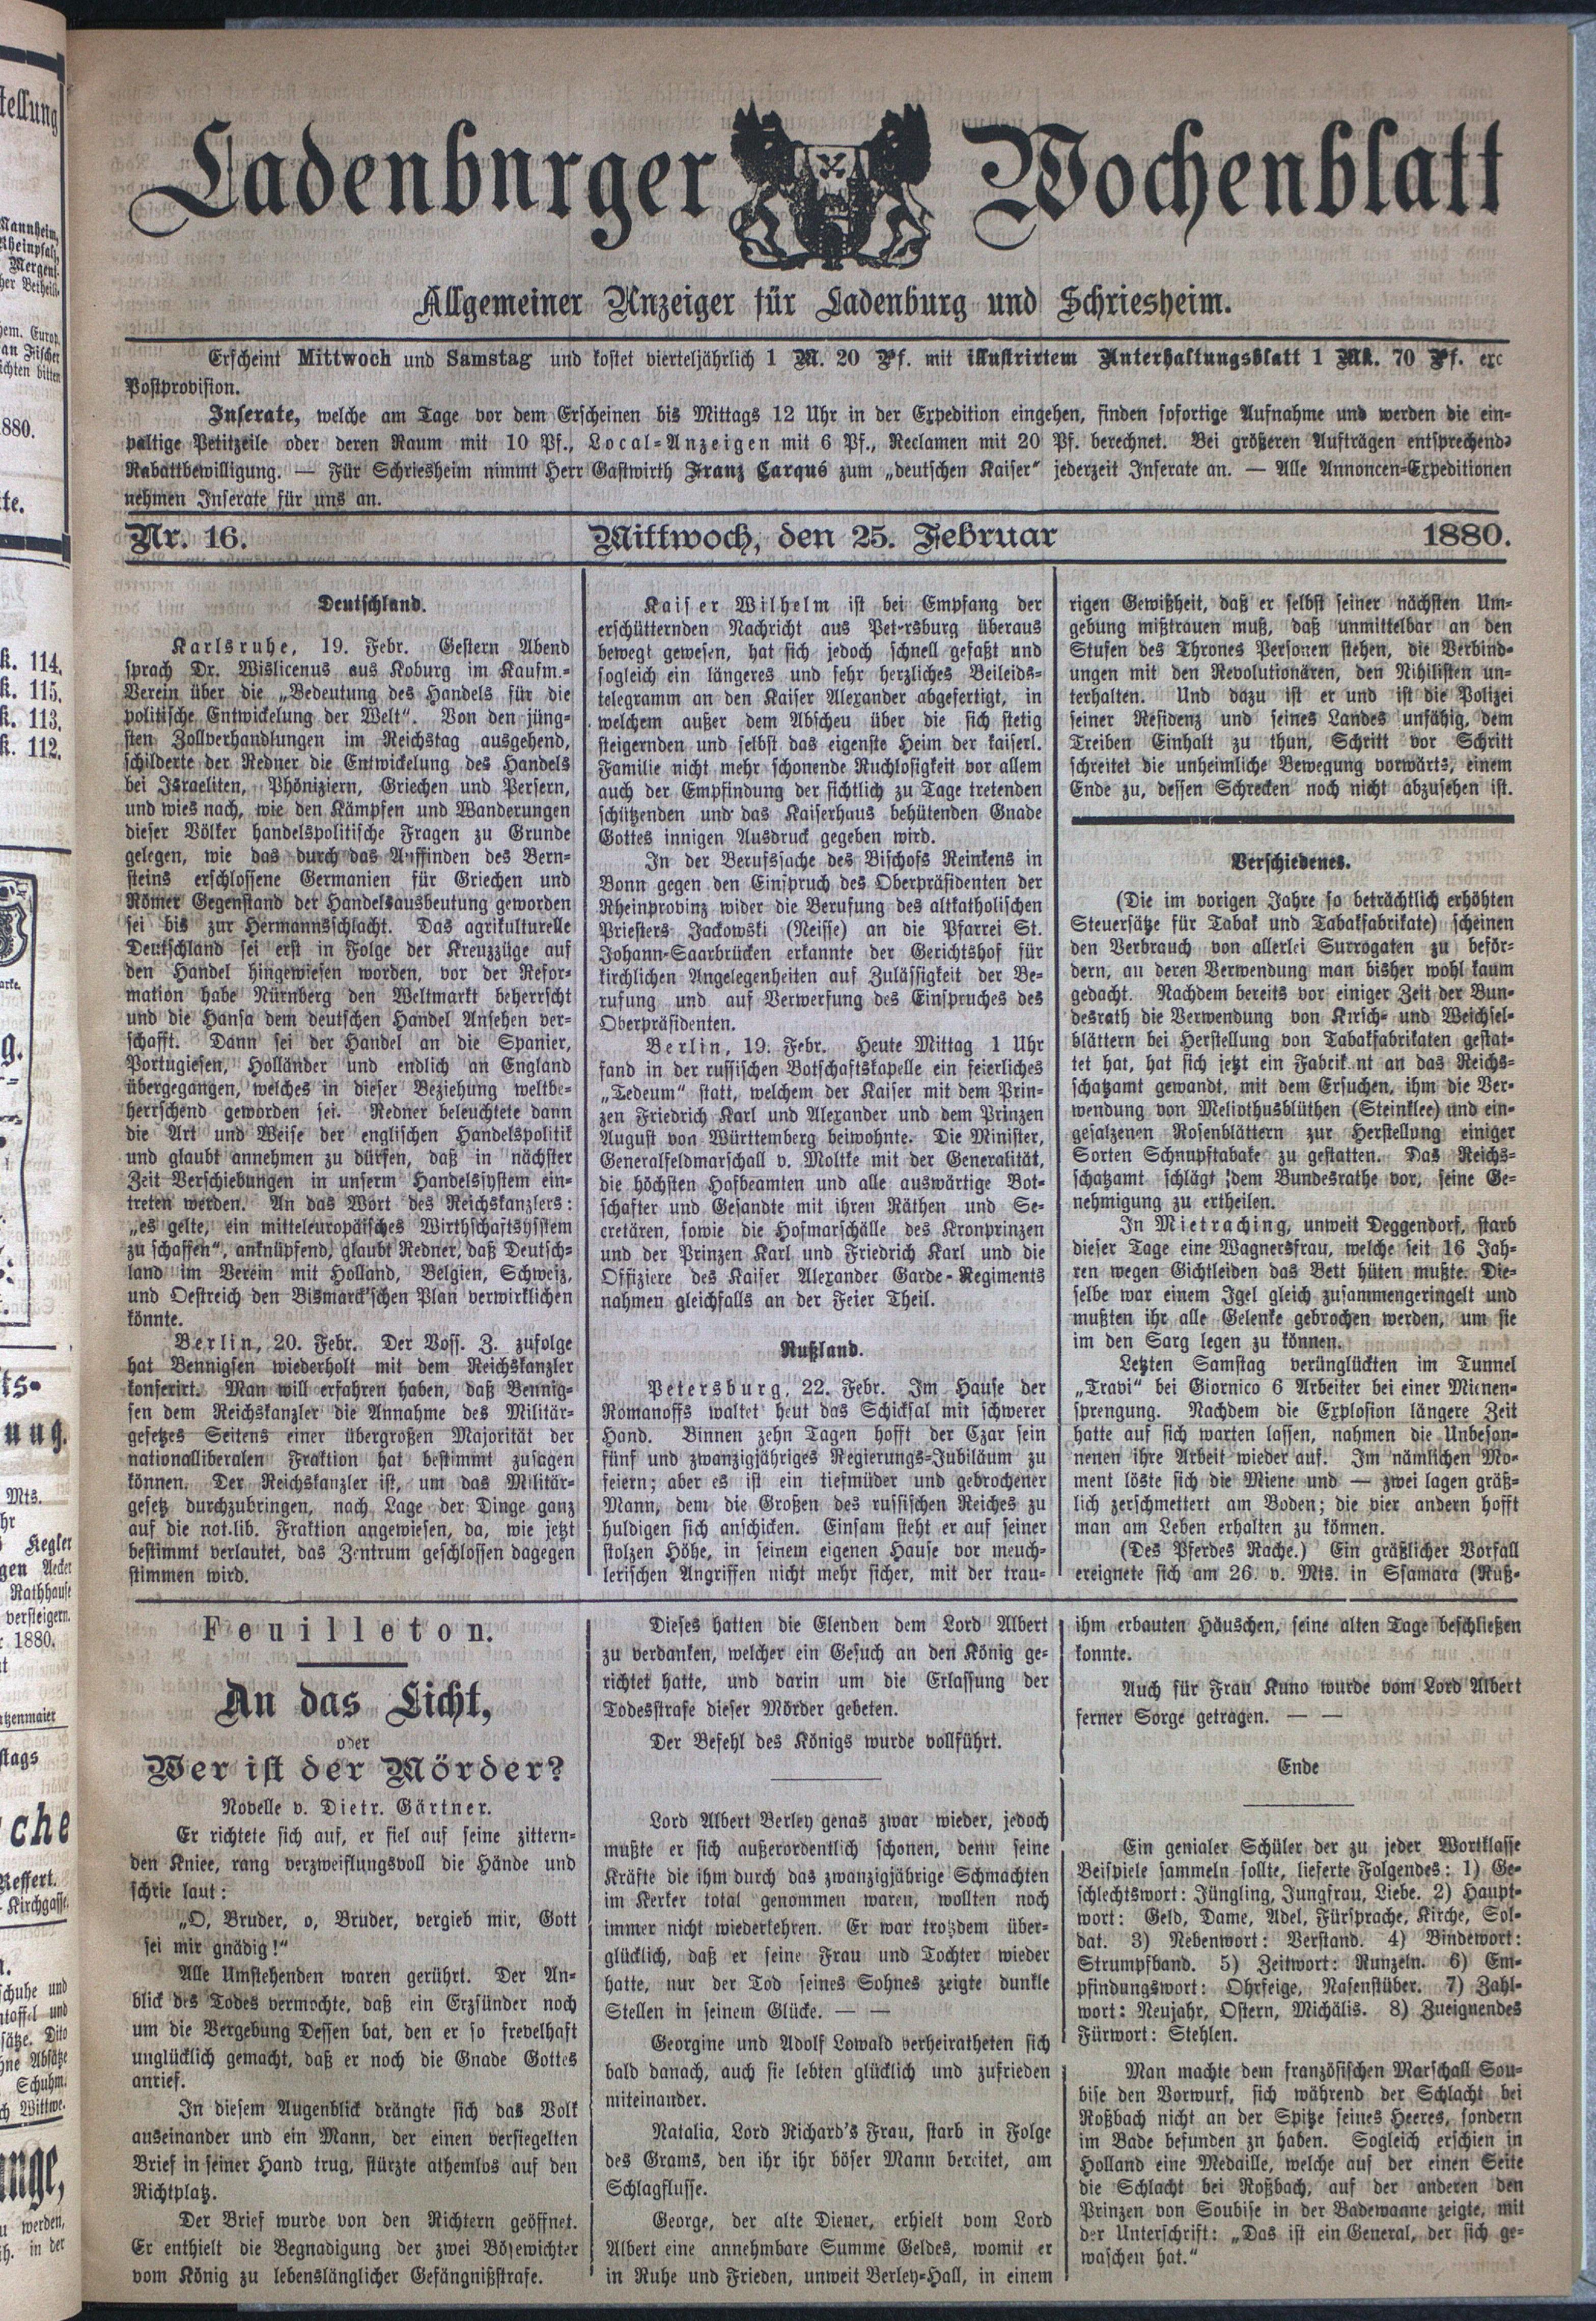 Ladenburger Wochenblatt
Allgemeiner Anzeiger für Ladenburg und Schriesheim.
Erscheint Mittwoch und Samstag und kostet vierteljährlich 1 M. 20 Pf. mit illustrirtem Unterhaltungsblatt 1 Mk. 70 Pf. exc
Postprovision.
Inserate, welche am Tage vor dem Erscheinen bis Mittags 12 Uhr in der Expedition eingehen, finden sofortige Aufnahme und werden die ein-
paltige Petitzeile oder deren Raum mit 10 Pf., Local-Anzeigen mit 6 Pf., Reclamen mit 20 Pf. berechnet. Bei größeren Aufträgen entsprechend
Rabattbewilligung. — Für Schriesheim nimmt Herr Gastwirth Franz Carqué zum „deutschen Kaiser" jederzeit Inserate an. — Alle Annoncen-Expeditionen
nehmen Inserate für uns an.
Nr. 16. Mittwoch, den 25. Februar 1880.
Deutschland.
Karlsruhe, 19. Febr. Gestern Abend
sprach Dr. Wislicenus aus Koburg im Kaufm.-
Verein über die „Bedeutung des Handels für die
politische Entwickelung der Welt“. Von den jüng-
sten Zollverhandlungen im Reichstag ausgehend,
schilderte der Redner die Entwickelung des Handels
bei Israeliten, Phöniziern, Griechen und Persern,
und wies nach, wie den Kämpfen und Wanderungen
dieser Völker handelspolitische Fragen zu Grunde
gelegen, wie das durch das Auffinden des Bern-
steins erschlossene Germanien für Griechen und
Römer Gegenstand der Handelsausbeutung geworden
sei bis zur Hermannsschlacht. Das agrikulturelle
Deutschland sei erst in Folge der Kreuzzüge auf
den Handel hingewiesen worden, vor der Refor-
mation habe Nürnberg den Weltmarkt beherrscht
und die Hansa dem deutschen Handel Ansehen ver-
schafft. Dann sei der Handel an die Spanier,
Portugiesen, Holländer und endlich an England
übergegangen, welches in dieser Beziehung weltbe-
herrschend geworden sei. Redner beleuchtete dann
die Art und Weise der englischen Handelspolitik
und glaubt annehmen zu dürfen, daß in nächster
Zeit Verschiebungen in unserm Handelssystem ein-
treten werden. An das Wort des Reichskanzlers:
„es gelte, ein mitteleuropäisches Wirthschaftssystem
zu schaffen“, anknüpfend, glaubt Redner, daß Deutsch-
land im Verein mit Holland, Belgien, Schweiz,
und Oestreich den Bismarck'schen Plan verwirklichen
könnte.
Berlin, 20. Febr. Der Voss. Z. zufolge
hat Bennigsen wiederholt mit dem Reichskanzler
konferirt. Man will erfahren haben, daß Bennig-
sen dem Reichskanzler die Annahme des Militär-
gesetzes Seitens einer übergroßen Majorität der
nationalliberalen Fraktion hat bestimmt zusagen
können. Der Reichskanzler ist, um das Militär-
gesetz durchzubringen, nach Lage der Dinge ganz
auf die not.lib. Fraktion angewiesen, da, wie jetzt
bestimmt verlautet, das Zentrum geschlossen dagegen
stimmen wird.
Kaiser Wilhelm ist bei Empfang der
erschütternden Nachricht aus Petersburg überaus
bewegt gewesen, hat sich jedoch schnell gefaßt und
sogleich ein längeres und sehr herzliches Beileids-
telegramm an den Kaiser Alexander abgefertigt, in
welchem außer dem Abscheu über die sich stetig
steigernden und selbst das eigenste Heim der kaiserl.
Familie nicht mehr schonende Ruchlosigkeit vor allem
auch der Empfindung der sichtlich zu Tage tretenden
schützenden und das Kaiserhaus behütenden Gnade
Gottes innigen Ausdruck gegeben wird.
In der Berufssache des Bischofs Reinkens in
Bonn gegen den Einspruch des Oberpräsidenten der
Rheinprovinz wider die Berufung des altkatholischen
Priesters Jackowski (Neisse) an die Pfarrei St.
Johann-Saarbrücken erkannte der Gerichtshof für
kirchlichen Angelegenheiten auf Zulässigkeit der Be-
rufung und auf Verwerfung des Einspruches des
Oberpräsidenten.
Berlin, 19. Febr. Heute Mittag 1 Uhr
fand in der russischen Botschaftskapelle ein feierliches
„Tedeum“ statt, welchem der Kaiser mit dem Prin-
zen Friedrich Karl und Alexander und dem Prinzen
August von Württemberg beiwohnte. Die Minister,
Generalfeldmarschall v. Moltke mit der Generalität,
die höchsten Hofbeamten und alle auswärtige Bot-
schafter und Gesandte mit ihren Räthen und Se-
cretären, sowie die Hofmarschälle des Kronprinzen
und der Prinzen Karl und Friedrich Karl und die
Offiziere des Kaiser Alexander Garde-Regiments
nahmen gleichfalls an der Feier Theil.
Rußland.
Petersburg, 22. Febr. Im Hause der
Romanoffs waltet heut das Schicksal mit schwerer
Hand. Binnen zehn Tagen hofft der Czar sein
fünf und zwanzigjähriges Regierungs-Jubiläum zu
feiern; aber es ist ein tiefmüder und gebrochener
Mann, dem die Großen des russischen Reiches zu
huldigen sich anschicken. Einsam steht er auf seiner
stolzen Höhe, in seinem eigenen Hause vor meuch-
lerischen Angriffen nicht mehr sicher, mit der trau-
rigen Gewißheit, daß er selbst seiner nächsten Um-
gebung mißtrauen muß, daß unmittelbar an den
Stufen des Thrones Personen stehen, die Verbind-
ungen mit den Revolutionären, den Nihilisten un-
terhalten. Und dazu ist er und ist die Polizei
seiner Residenz und seines Landes unfähig, dem
Treiben Einhalt zu thun, Schritt vor Schritt
schreitet die unheimliche Bewegung vorwärts, einem
Ende zu, dessen Schrecken noch nicht abzusehen ist.
Verschiedenes.
(Die im vorigen Jahre so beträchtlich erhöhten
Steuersätze für Tabak und Tabakfabrikate) scheinen
den Verbrauch von allerlei Surrogaten zu beför-
dern, an deren Verwendung man bisher wohl kaum
gedacht. Nachdem bereits vor einiger Zeit der Bun-
desrath die Verwendung von Kirsch- und Weichsel-
blättern bei Herstellung von Tabakfabrikaten gestat-
tet hat, hat sich jetzt ein Fabrik nt an das Reichs-
schatzamt gewandt, mit dem Ersuchen, ihm die Ver-
wendung von Meliothusblüthen (Steinklee) und ein-
gesalzenen Rosenblättern zur Herstellung einiger
Sorten Schnupftabake zu gestatten. Das Reichs-
schatzamt schlägt dem Bundesrathe vor, seine Ge-
nehmigung zu ertheilen.
In Mietraching, unweit Deggendorf, starb
dieser Tage eine Wagnersfrau, welche seit 16 Jah-
ren wegen Gichtleiden das Bett hüten mußte. Die-
selbe war einem Igel gleich zusammengeringelt und
mußten ihr alle Gelenke gebrochen werden, um sie
im den Sarg legen zu können.
Letzten Samstag verünglückten im Tunnel
„Travi“ bei Giornico 6 Arbeiter bei einer Mienen-
sprengung. Nachdem die Explosion längere Zeit
hatte auf sich warten lassen, nahmen die Unbeson-
nenen ihre Arbeit wieder auf. Im nämlichen Mo-
ment löste sich die Miene und — zwei lagen gräß-
lich zerschmettert am Boden; die vier andern hofft
man am Leben erhalten zu können.
(Des Pferdes Rache.) Ein gräßlicher Vorfall
ereignete sich am 26. v. Mts. in Ssamara (Ruß-
Feuilleton.
An das Licht,
oder
Wer ist der Mörder?
Novelle v. Dietr. Gärtner.
Er richtete sich auf, er fiel auf seine zittern-
den Kniee, rang verzweiflungsvoll die Hände und
schrie laut:
„O, Bruder, o, Bruder, vergieb mir, Gott
sei mir gnädig!“
Alle Umstehenden waren gerührt. Der An-
blick des Todes vermochte, daß ein Erzsünder noch
um die Vergebung Dessen bat, den er so frevelhaft
unglücklich gemacht, daß er noch die Gnade Gottes
anrief.
In diesem Augenblick drängte sich das Volk
auseinander und ein Mann, der einen versiegelten
Brief in seiner Hand trug, stürzte athemlos auf den
Richtplatz.
Der Brief wurde von den Richtern geöffnet.
Er enthielt die Begnadigung der zwei Bösewichter
vom König zu lebenslänglicher Gefängnißstrafe.
Dieses hatten die Elenden dem Lord Albert
zu verdanken, welcher ein Gesuch an den König ge-
richtet hatte, und darin um die Erlassung der
Todesstrafe dieser Mörder gebeten.
Der Befehl des Königs wurde vollführt.
Lord Albert Berley genas zwar wieder, jedoch
mußte er sich außerordentlich schonen, denn seine
Kräfte die ihm durch das zwanzigjährige Schmachten
im Kerker total genommen waren, wollten noch
immer nicht wiederkehren. Er war trotzdem über-
glücklich, daß er seine Frau und Tochter wieder
hatte, nur der Tod seines Sohnes zeigte dunkle
Stellen in seinem Glücke. — —
Georgine und Adolf Lowald verheiratheten sich
bald danach, auch sie lebten glücklich und zufrieden
miteinander.
Natalia, Lord Richard's Frau, starb in Folge
des Grams, den ihr ihr böser Mann bereitet, am
Schlagflusse.
George, der alte Diener, erhielt vom Lord
Albert eine annehmbare Summe Geldes, womit er
in Ruhe und Frieden, unweit Berley-Hall, in einem
ihm erbauten Häuschen, seine alten Tage beschließen
konnte.
Auch für Frau Kuno wurde vom Lord Albert
ferner Sorge getragen. — —
Ende
Ein genialer Schüler der zu jeder Wortklasse
Beispiele sammeln sollte, lieferte Folgendes: 1) Ge-
schlechtswort: Jüngling, Jungfrau, Liebe. 2) Haupt-
wort: Geld, Dame, Adel, Fürsprache, Kirche, Sol-
dat. 3) Nebenwort: Verstand. 4) Bindewort:
Strumpfband. 5) Zeitwort: Runzeln. 6) Em-
pfindungswort: Ohrfeige, Nasenstüber. 7) Zahl-
wort: Neujahr, Ostern, Michälis. 8) Zueignendes
Fürwort: Stehlen.
Man machte dem französischen Marschall Sou-
bise den Vorwurf, sich während der Schlacht bei
Roßbach nicht an der Spitze seines Heeres, sondern
im Bade befunden zn haben. Sogleich erschien in
Holland eine Medaille, welche auf der einen Seite
die Schlacht bei Roßbach, auf der anderen den
Prinzen von Soubise in der Badewanne zeigte, mit
der Unterschrift: „Das ist ein General, der sich ge-
waschen hat.“